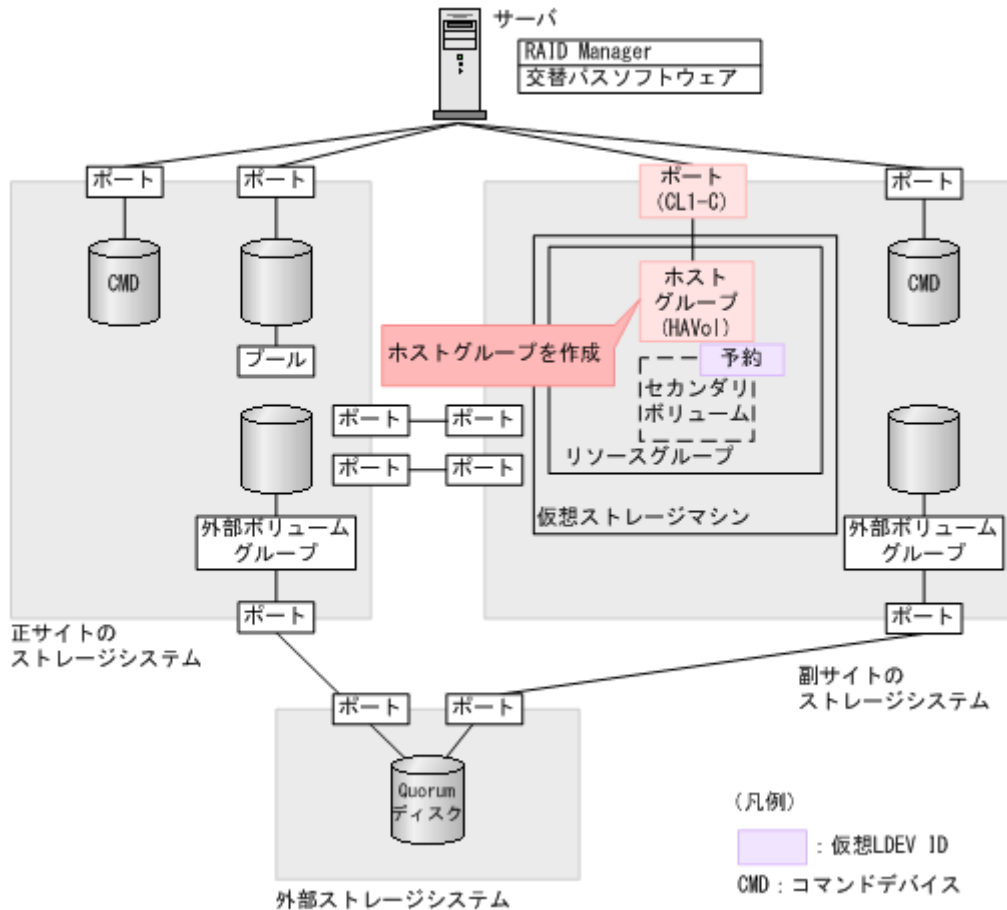 サーバ
RAID Manager
交替パスソフトウェア
ポート
ポート
ポート
(CL1-C)
ポート
CMD
ホスト
グループ
(HAVol)
CMD
ホストグループを作成
プール
予約
セカンダリ
ボリューム
リソースグループ
ポート
ポート
ポート
ポート
仮想ストレージマシン
外部ボリューム
グループ
外部ボリューム
グループ
ポート
ポート
正サイトの
ストレージシステム
副サイトの
ストレージシステム
ポート
ポート
Quorum
ディスク
外部ストレージシステム
(凡例)
:仮想LDEV ID
CMD:コマンドデバイス